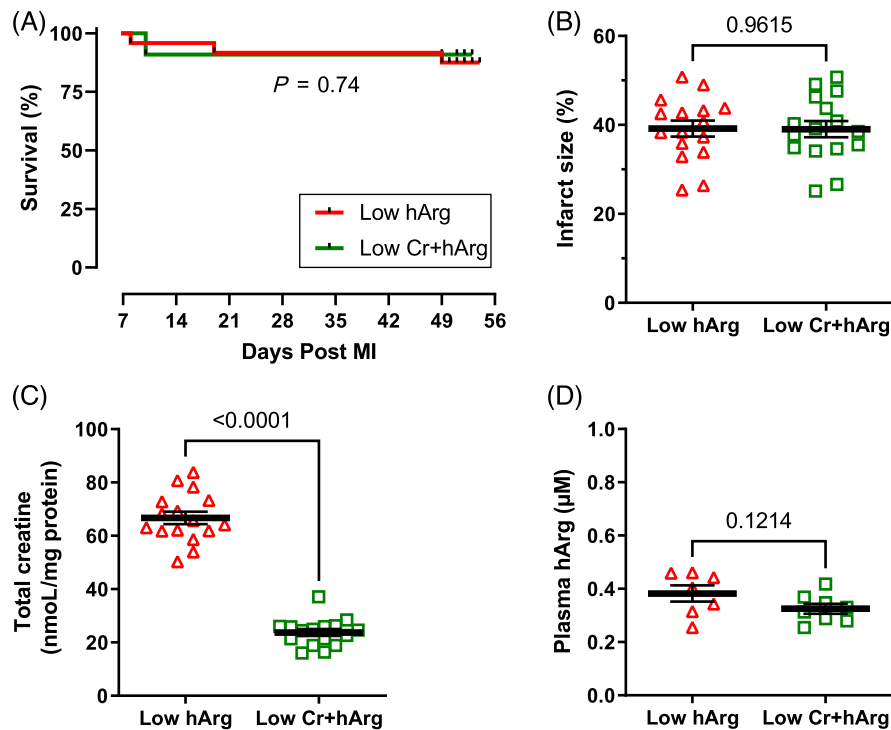 (A)
Survival (%)
100
75
50
25
0
P = 0.74
Low hArg
Low Cr+hArg
7 14 21 28 35 42 49 56
Days Post MI
(B)
0.9615
Infarct size (%)
60
40
20
0
Low hArg Low Cr+hArg
(C)
<0.0001
Total creatine
(nmoL/mg protein)
100
80
60
40
20
0
Low hArg Low Cr+hArg
(D)
Plasma hArg (µM)
1.0
0.8
0.6
0.4
0.2
0.0
0.1214
Low hArg Low Cr+hArg